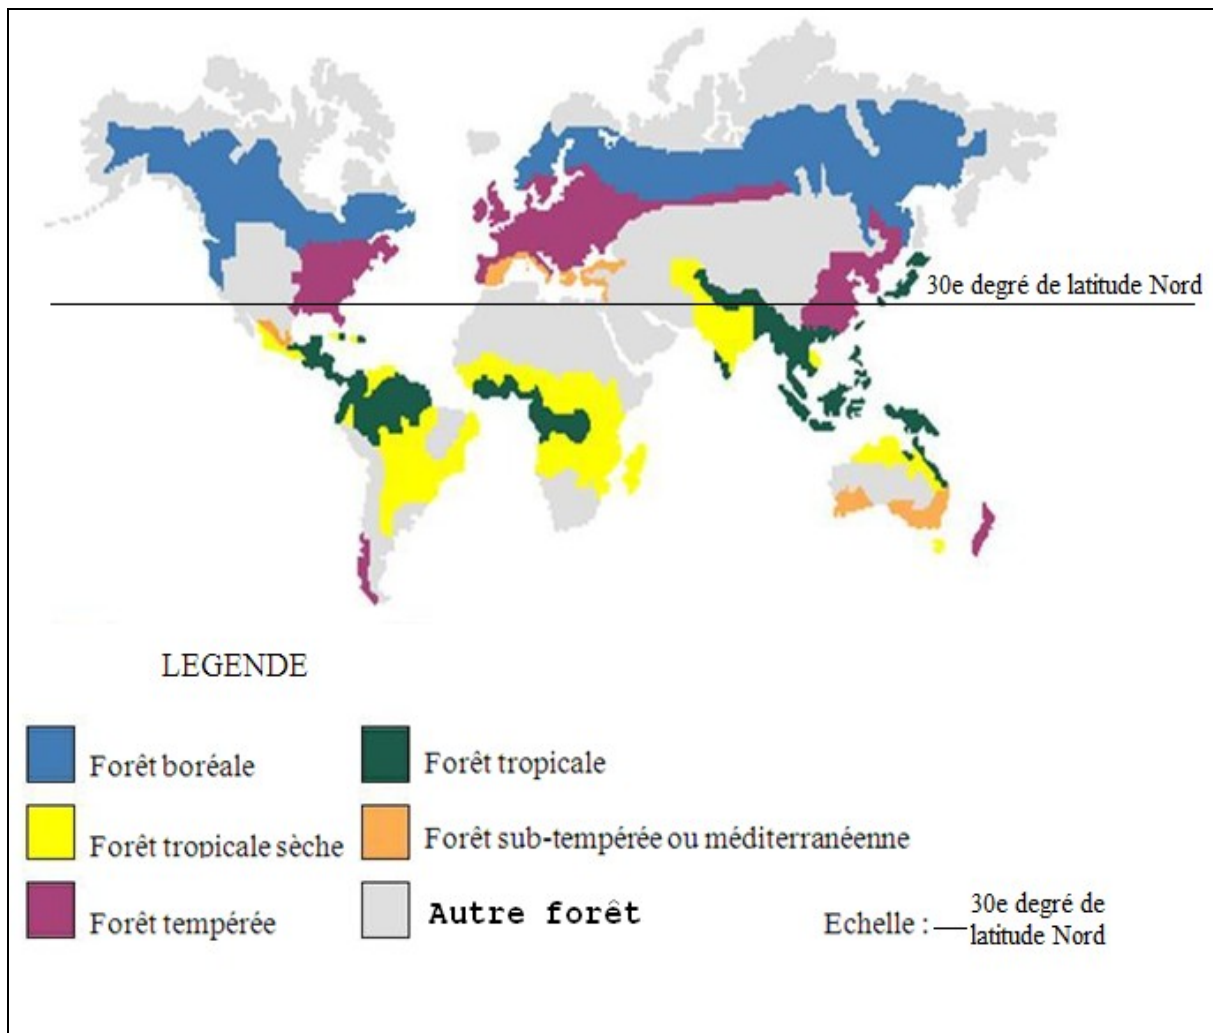 30e degré de latitude Nord
LEGENDE
Forêt boréale
Forêt tropicale
Forêt tropicale sèche
Forêt sub-tempérée ou méditerranéenne
Forêt tempérée
Autre forêt
Echelle :
30e degré de
latitude Nord